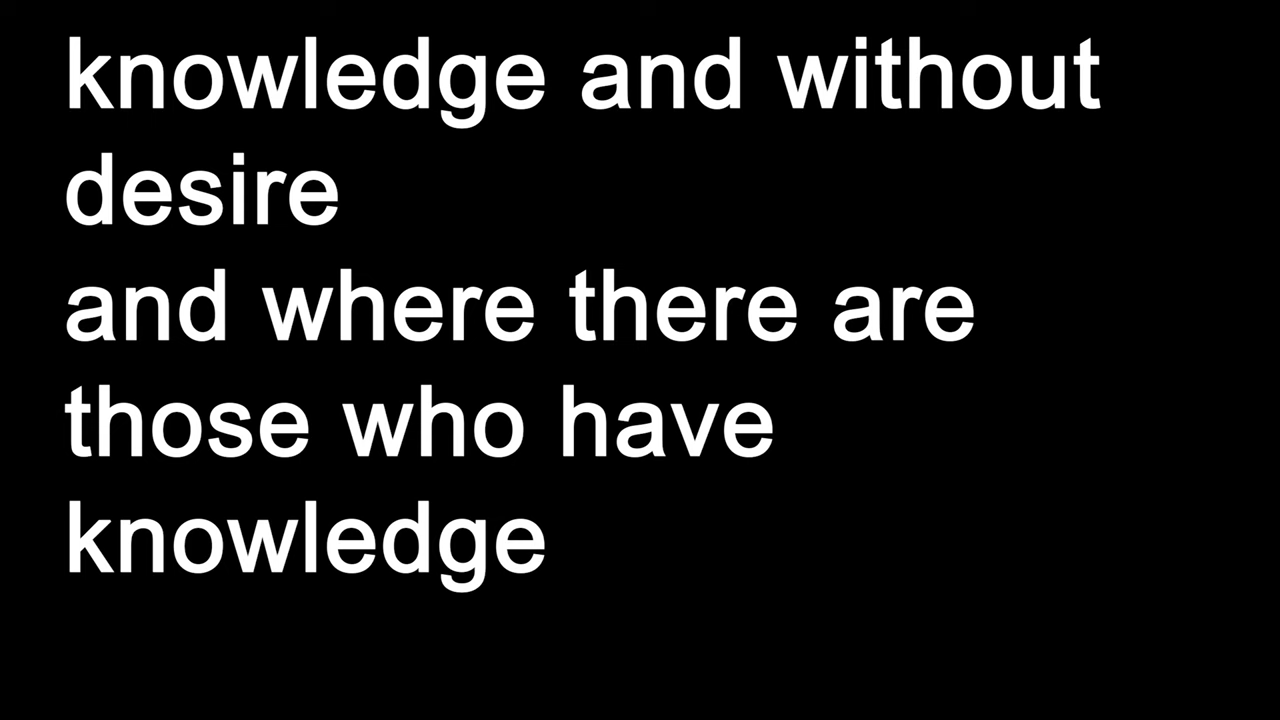 knowledge and without
desire
and where there are
those who have
knowledge